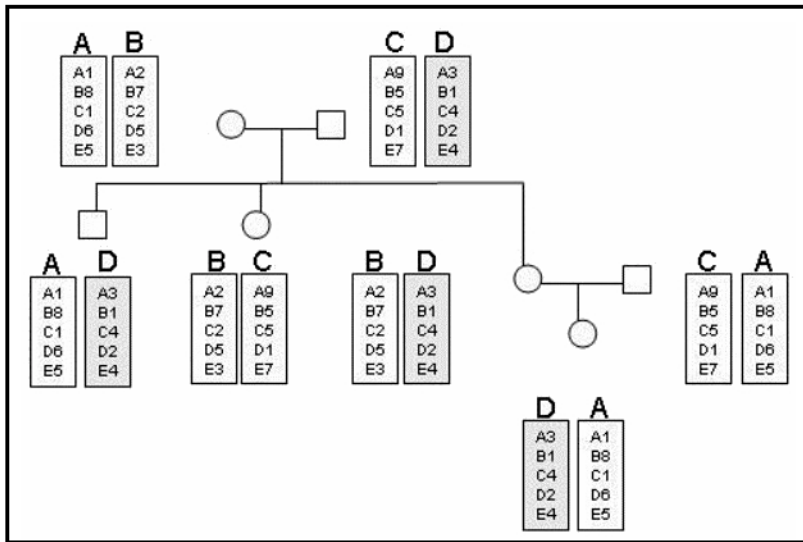 A B
A1 A2
B8 B7
C1 C2
D6 D5
E5 E3
C D
A9 A3
B5 B1
C5 C4
D1 D2
E7 E4
A D
A1 A3
B8 B1
C1 C4
D6 D2
E5 E4
B C
A2 A9
B7 B5
C2 C5
D5 D1
E3 E7
B D
A2 A3
B7 B1
C2 C4
D5 D2
E3 E4
C A
A9 A1
B5 B8
C5 C1
D1 D6
E7 E5
D A
A3 A1
B1 B8
C4 C1
D2 D6
E4 E5